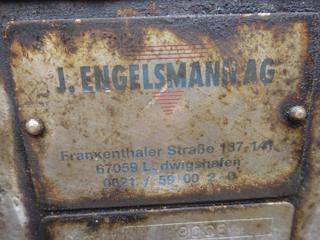 J. ENGELSMANN AG
Frankenthaler Straße 137-141
67059 Ludwigshafen
0621 / 59 00 2 0